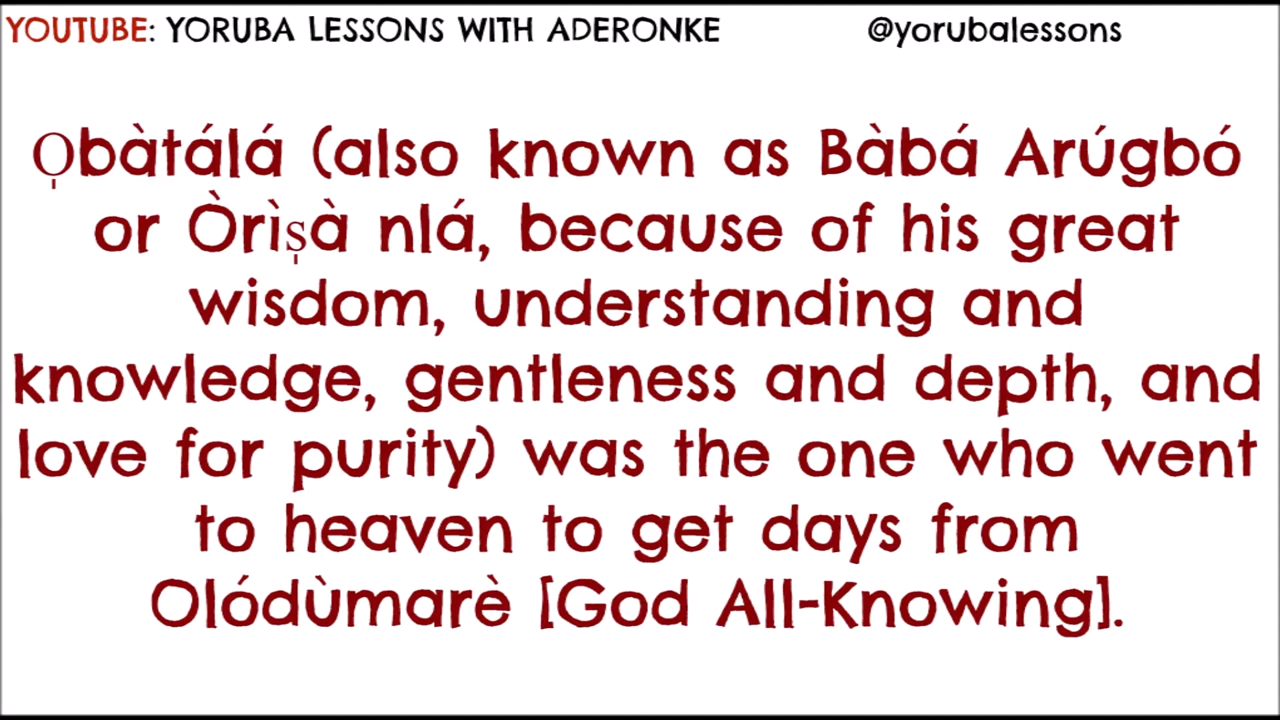 YOUTUBE: YORUBA LESSONS WITH ADERONKE @yorubalessons
Ọbàtálá (also known as Bàbá Arúgbó
or Òrìṣà nlá, because of his great
wisdom, understanding and
knowledge, gentleness and depth, and
love for purity) was the one who went
to heaven to get days from
Olódùmarè [God All-Knowing].